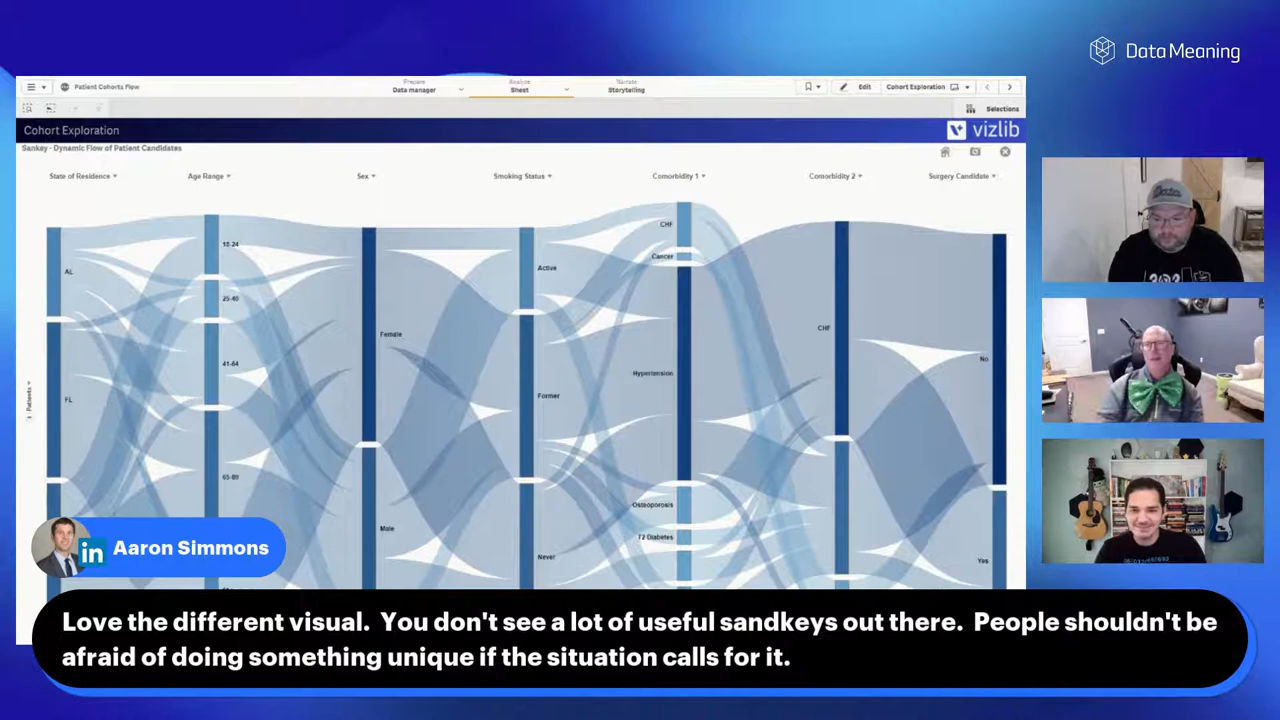 DataMeaning
Patient Cohorts Flow
Prepare
Data manager
Analyze
Sheet
Narrate
Storytelling
Edit
Cohort Exploration
Selections
Cohort Exploration
vizlib
Sankey - Dynamic Flow of Patient Candidates
State of Residence
Age Range
Sex
Smoking Status
Comorbidity 1
Comorbidity 2
Surgery Candidate
AL
FL
18-24
25-40
41-64
65-80
Female
Male
Active
Former
Never
CHF
Cancer
Hypertension
Osteoporosis
T2 Diabetes
CHF
No
Yes
Patients
in
Aaron Simmons
Love the different visual. You don't see a lot of useful sandkeys out there. People shouldn't be
afraid of doing something unique if the situation calls for it.